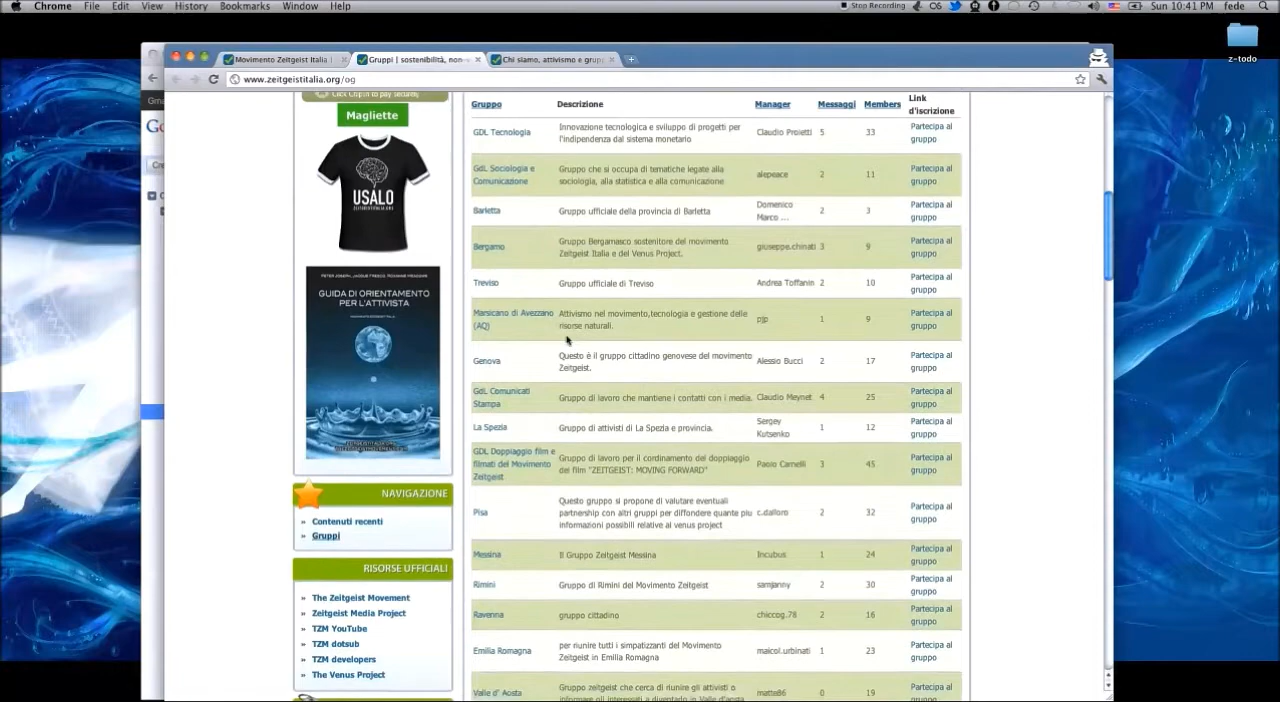 Chrome File Edit View History Bookmarks Window Help Stop Recording Sun 10:41 PM fede
z-todo
Movimento Zeitgeist Italia
Gruppi | sostenibilità, non-
Chi siamo, attivismo e grup
www.zeitgeistitalia.org/og
Magliette
USALO
ZEITGEISTITALIA.ORG
PETER JOSEPH, JACQUE FRESCO, ROXANNE MEADOWS
GUIDA DI ORIENTAMENTO
PER L'ATTIVISTA
NAVIGAZIONE
» Contenuti recenti
» Gruppi
RISORSE UFFICIALI
» The Zeitgeist Movement
» Zeitgeist Media Project
» TZM YouTube
» TZM dotsub
» TZM developers
» The Venus Project
Gruppo Descrizione Manager Messaggi Members Link
d'iscrizione
GDL Tecnologia Innovazione tecnologica e sviluppo di progetti per
l'indipendenza dal sistema monetario Claudio Proietti 5 33 Partecipa al
gruppo
GdL Sociologia e
Comunicazione Gruppo che si occupa di tematiche legate alla
sociologia, alla statistica e alla comunicazione alepeace 2 11 Partecipa al
gruppo
Barletta Gruppo ufficiale della provincia di Barletta Domenico
Marco ... 2 3 Partecipa al
gruppo
Bergamo Gruppo Bergamasco sostenitore del movimento
Zeitgeist Italia e del Venus Project. giuseppe.chinati 3 9 Partecipa al
gruppo
Treviso Gruppo ufficiale di Treviso Andrea Toffanin 2 10 Partecipa al
gruppo
Marsicano di Avezzano
(AQ) Attivismo nel movimento,tecnologia e gestione delle
risorse naturali. pjp 1 9 Partecipa al
gruppo
Genova Questo è il gruppo cittadino genovese del movimento
Zeitgeist. Alessio Bucci 2 17 Partecipa al
gruppo
GdL Comunicati
Stampa Gruppo di lavoro che mantiene i contatti con i media. Claudio Meynet 4 25 Partecipa al
gruppo
La Spezia Gruppo di attivisti di La Spezia e provincia. Sergey
Kutsenko 1 12 Partecipa al
gruppo
GDL Doppiaggio film e
filmati del Movimento
Zeitgeist Gruppo di lavoro per il cordinamento del doppiaggio
del film "ZEITGEIST: MOVING FORWARD" Paolo Camelli 3 45 Partecipa al
gruppo
Pisa Questo gruppo si propone di valutare eventuali
partnership con altri gruppi per diffondere quante piu
informazioni possibili relative al venus project c.dalloro 2 32 Partecipa al
gruppo
Messina Il Gruppo Zeitgeist Messina Incubus 1 24 Partecipa al
gruppo
Rimini Gruppo di Rimini del Movimento Zeitgeist samjanny 2 30 Partecipa al
gruppo
Ravenna gruppo cittadino chiccog.78 2 16 Partecipa al
gruppo
Emilia Romagna per riunire tutti i simpatizzanti del Movimento
Zeitgeist in Emilia Romagna maicol.urbinati 1 23 Partecipa al
gruppo
Valle d' Aosta Gruppo zeitgeist che cerca di riunire gli attivisti o
informare gli interessati a diventarlo in Valle d'aosta matte86 0 19 Partecipa al
gruppo